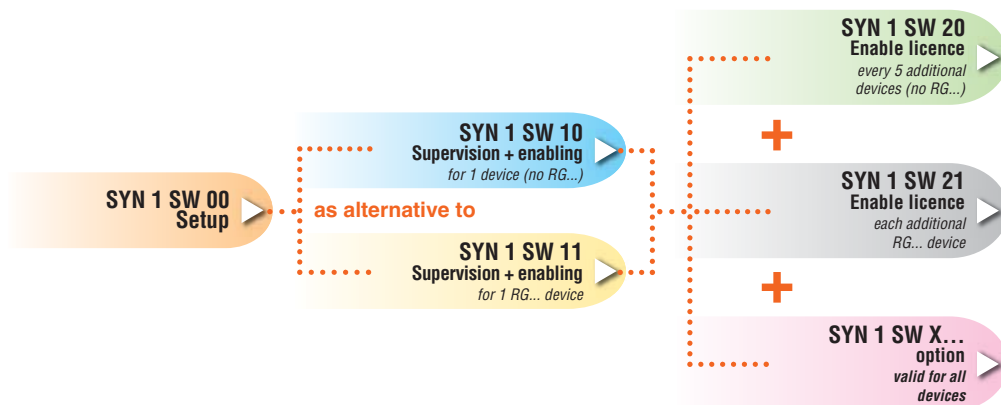 SYN 1 SW 00
Setup
SYN 1 SW 10
Supervision + enabling
for 1 device (no RG...)
as alternative to
SYN 1 SW 11
Supervision + enabling
for 1 RG... device
SYN 1 SW 20
Enable licence
every 5 additional
devices (no RG...)
+
SYN 1 SW 21
Enable licence
each additional
RG... device
+
SYN 1 SW X...
option
valid for all
devices